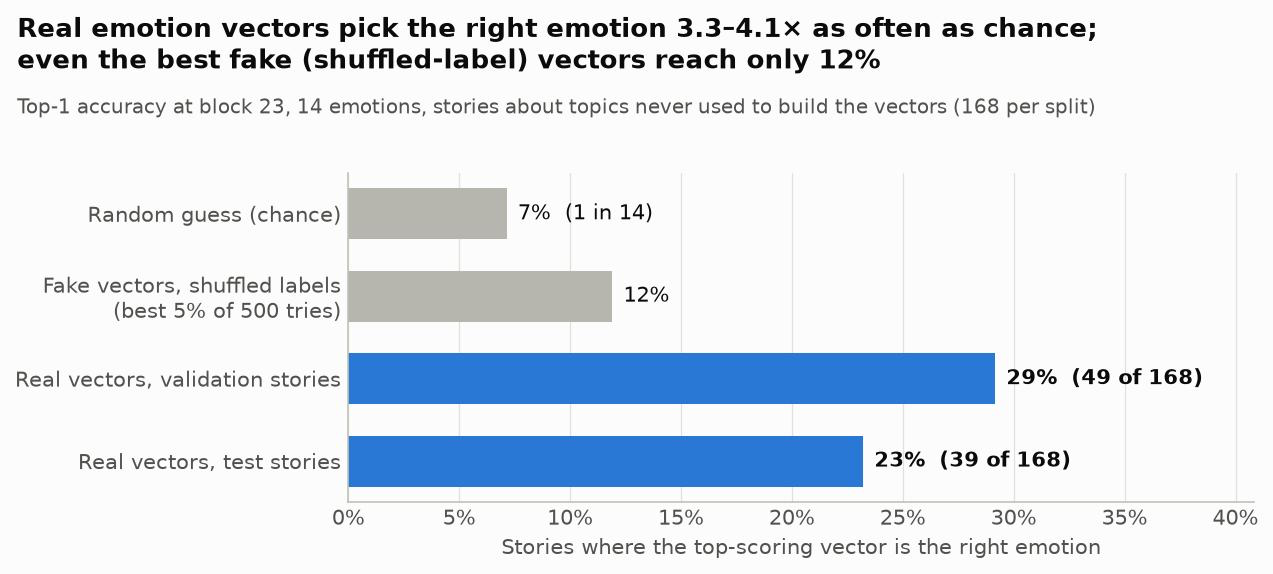 Real emotion vectors pick the right emotion 3.3–4.1× as often as chance;
even the best fake (shuffled-label) vectors reach only 12%
Top-1 accuracy at block 23, 14 emotions, stories about topics never used to build the vectors (168 per split)
Random guess (chance)
7% (1 in 14)
Fake vectors, shuffled labels
(best 5% of 500 tries)
12%
Real vectors, validation stories
29% (49 of 168)
Real vectors, test stories
23% (39 of 168)
0% 5% 10% 15% 20% 25% 30% 35% 40%
Stories where the top-scoring vector is the right emotion